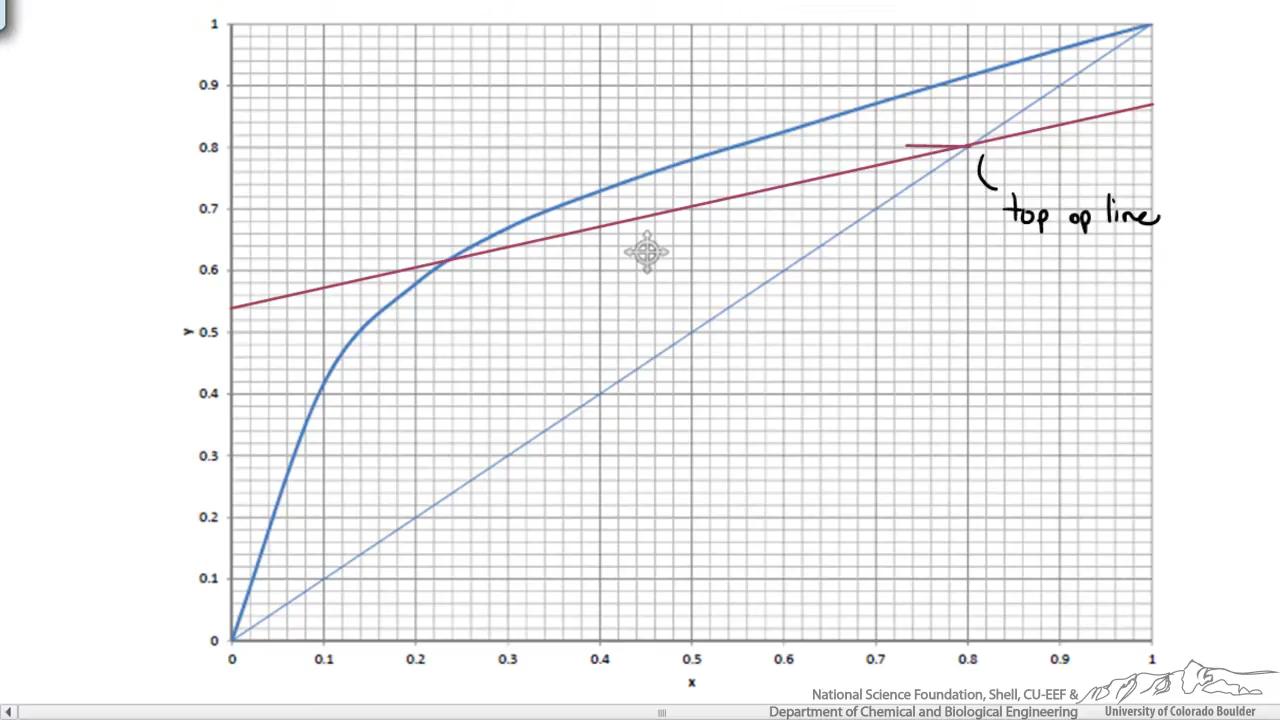 1
0.9
0.8
0.7
0.6
y 0.5
0.4
0.3
0.2
0.1
0
top op line
0 0.1 0.2 0.3 0.4 0.5 0.6 0.7 0.8 0.9 1
x
National Science Foundation, Shell, CU-EEF &
Department of Chemical and Biological Engineering
University of Colorado Boulder